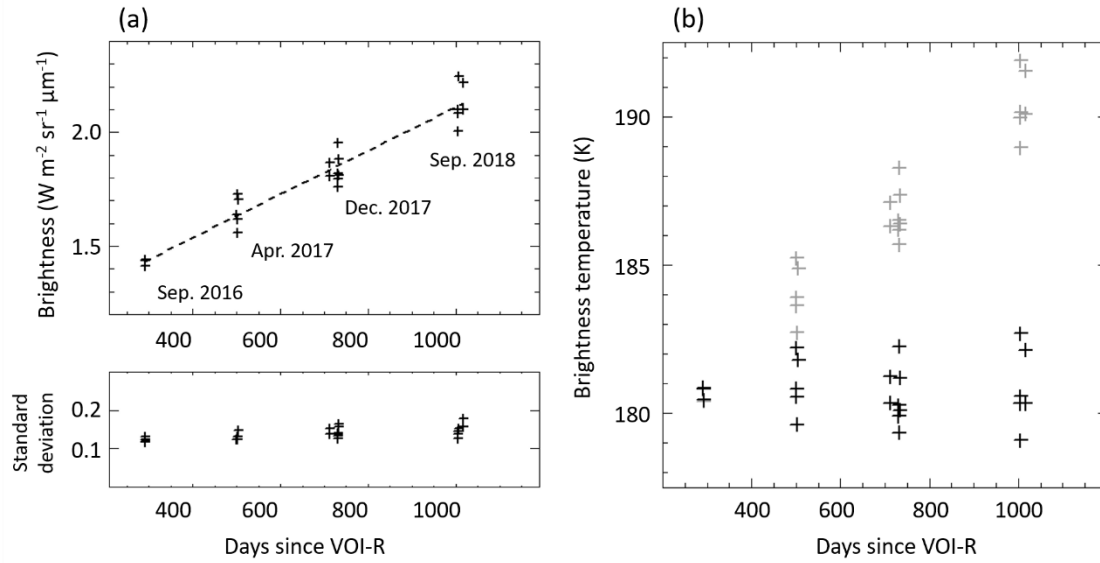 (a)
Brightness (W m⁻² sr⁻¹ μm⁻¹)
2.0
1.5
Sep. 2016
Apr. 2017
Dec. 2017
Sep. 2018
400 600 800 1000
Standard
deviation
0.2
0.1
400 600 800 1000
Days since VOI-R
(b)
Brightness temperature (K)
190
185
180
400 600 800 1000
Days since VOI-R